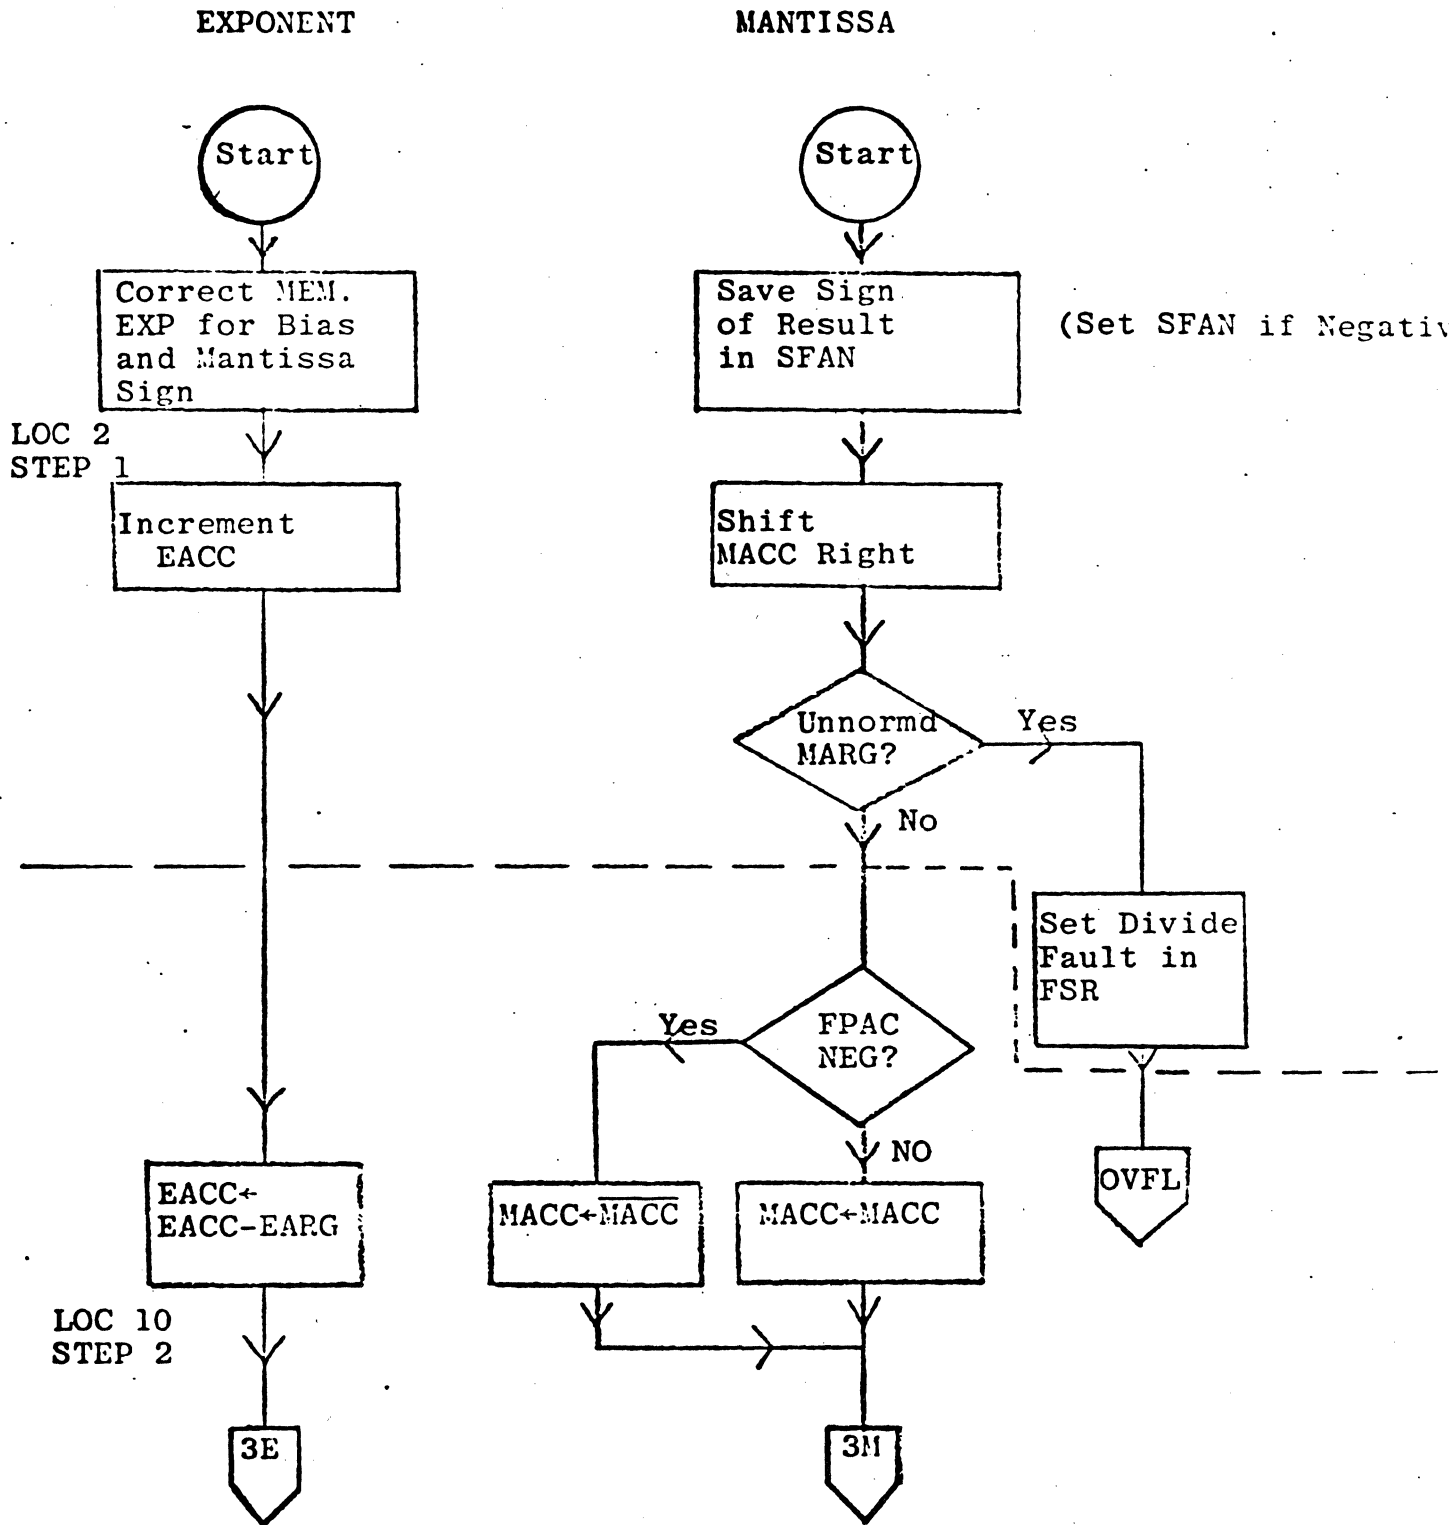 EXPONENT
MANTISSA
Start
Start
Correct MEM.
EXP for Bias
and Mantissa
Sign
Save Sign
of Result
in SFAN
(Set SFAN if Negativ
LOC 2
STEP 1
Increment
EACC
Shift
MACC Right
Unnormd
MARG?
Yes
No
Set Divide
Fault in
FSR
FPAC
NEG?
Yes
NO
OVFL
EACC←
EACC-EARG
MACC←M̅A̅C̅C̅
MACC←MACC
LOC 10
STEP 2
3E
3M